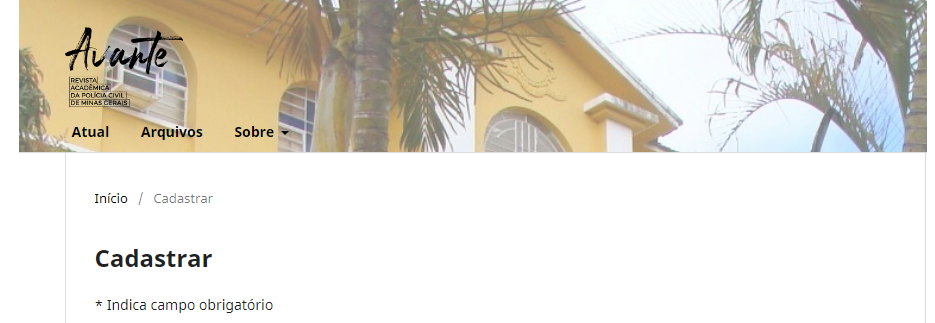 Avante
REVISTA
ACADÊMICA
DA POLÍCIA CIVIL
DE MINAS GERAIS
Atual Arquivos Sobre
Início / Cadastrar
Cadastrar
* Indica campo obrigatório